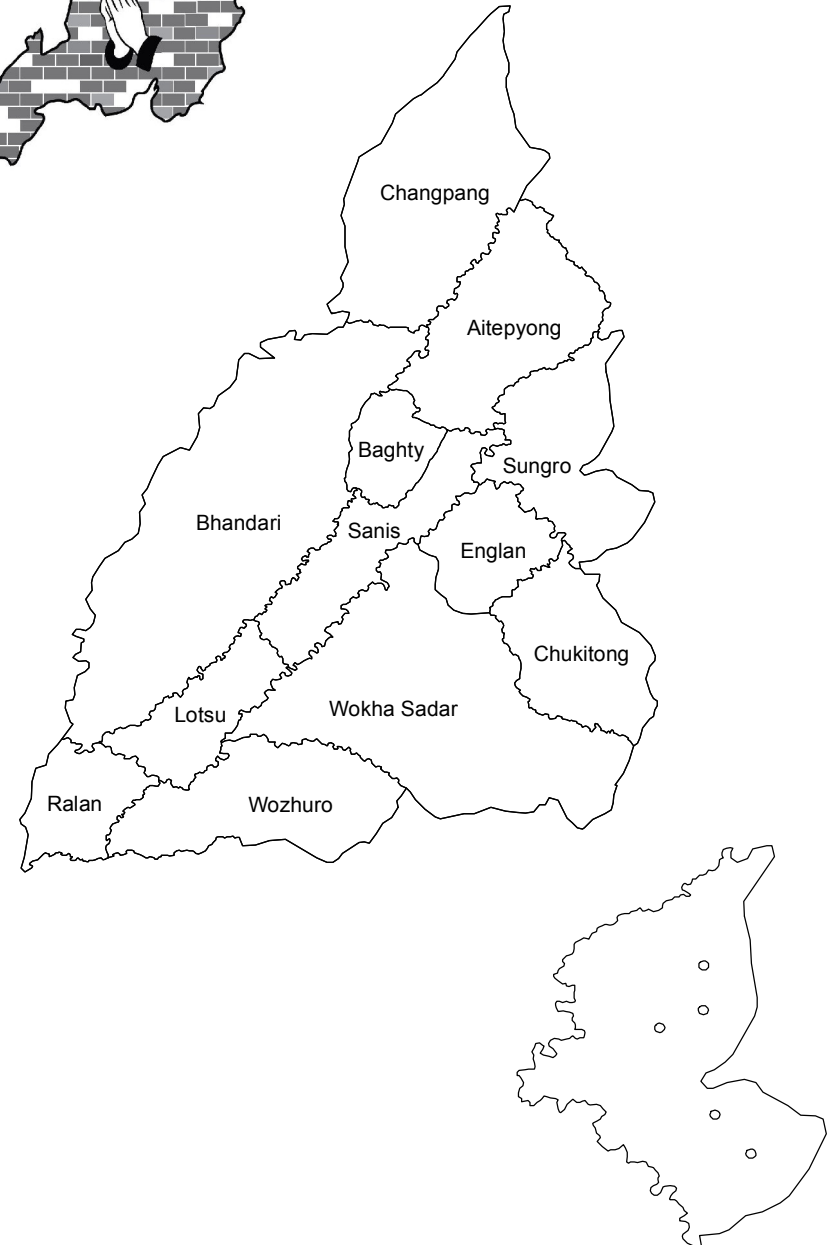 Changpang
Aitepyong
Baghty
Sungro
Bhandari
Sanis
Englan
Chukitong
Lotsu
Wokha Sadar
Ralan
Wozhuro